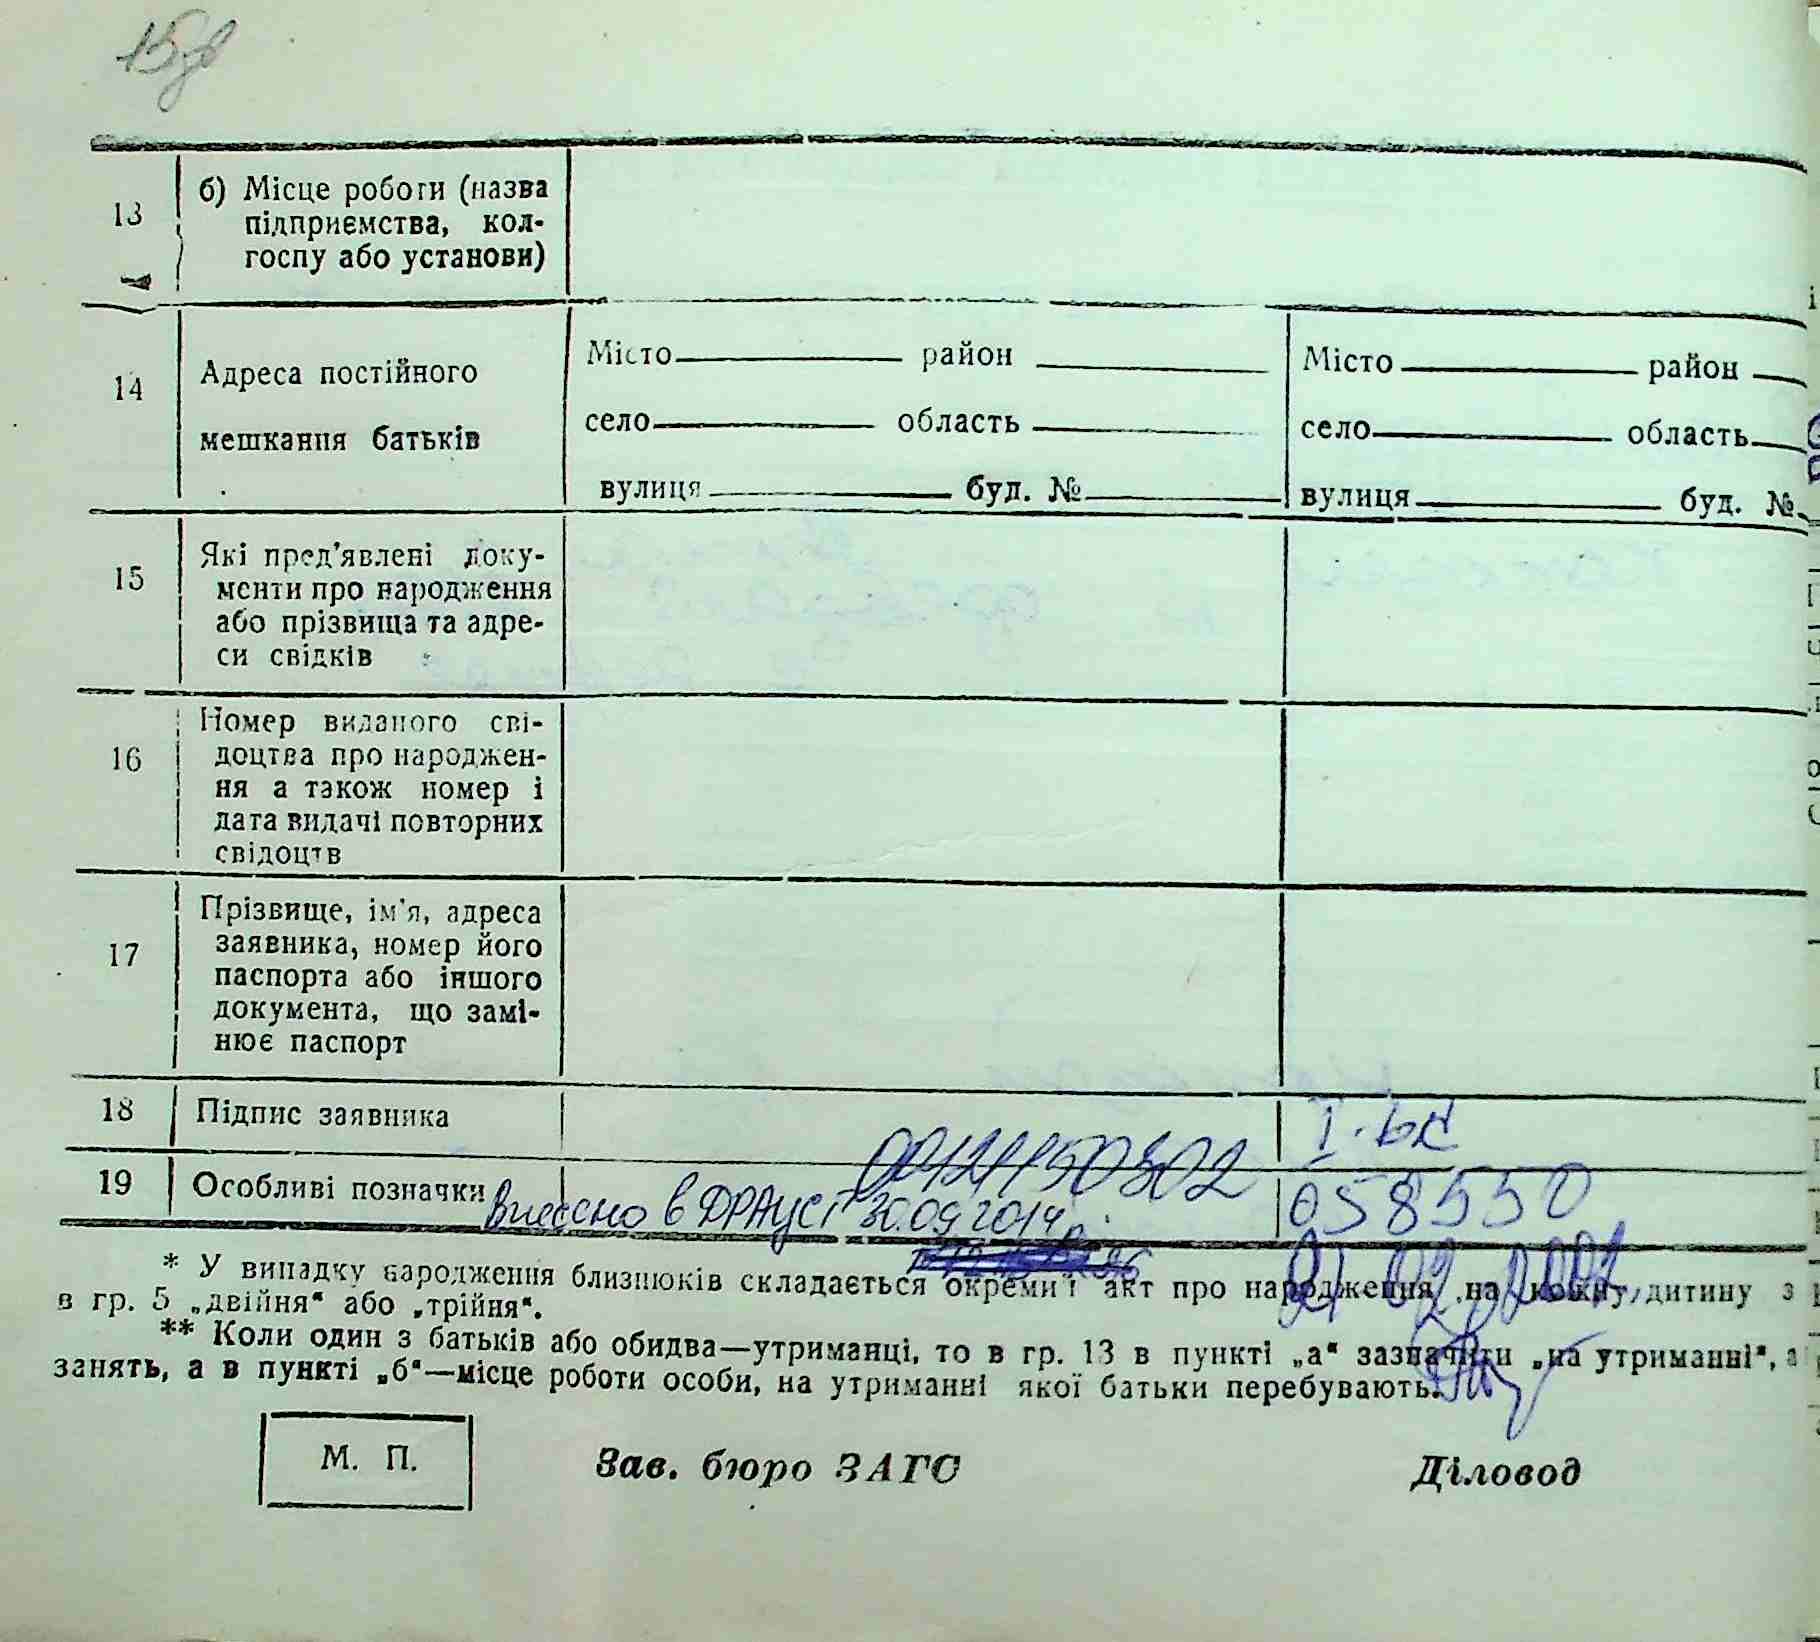 13
б) Місце роботи (назва
підприємства, кол-
госпу або установи)
14
Адреса постійного
мешкання батьків
Місто район
село область
вулиця буд. №
Місто район
село область
вулиця буд. №
15
Які пред'явлені доку-
менти про народження
або прізвища та адре-
си свідків
16
Номер виданого сві-
доцтва про народжен-
ня а також номер і
дата видачі повторних
свідоцтв
17
Прізвище, ім'я, адреса
заявника, номер його
паспорта або іншого
документа, що замі-
нює паспорт
18 Підпис заявника
19 Особливі позначки
00121150302
Внесено в ДРАЦСГ 30.09.2014р.
І-БК
058550
* У випадку народження близнюків складається окремий акт про народження на кожну дитину з
в гр. 5 „двійня“ або „трійня“.
** Коли один з батьків або обидва—утриманці, то в гр. 13 в пункті „а“ зазначити „на утриманні“, а
занять, а в пункті „б“—місце роботи особи, на утриманні якої батьки перебувають.
М. П.
Зав. бюро ЗАГС
Діловод